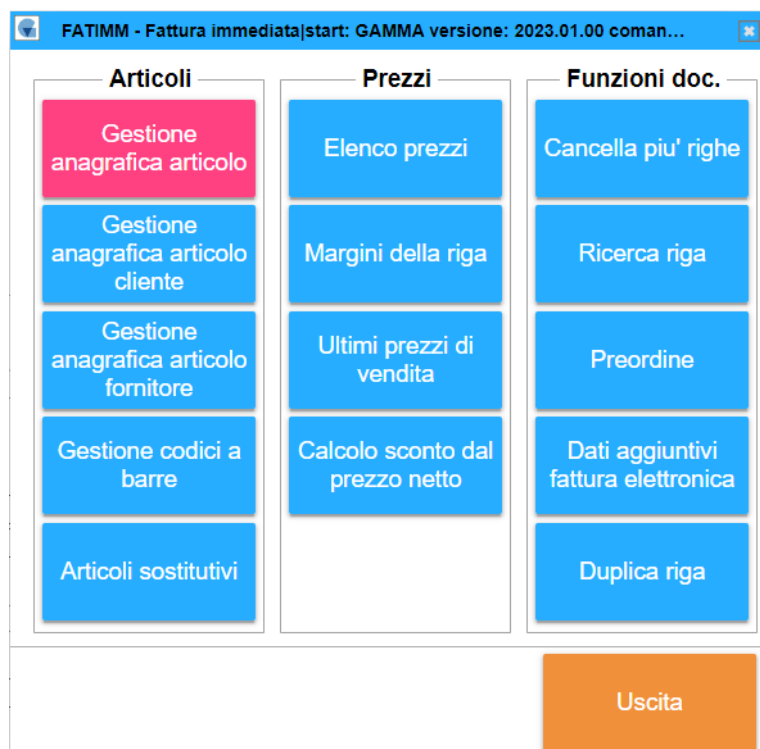 FATIMM - Fattura immediata|start: GAMMA versione: 2023.01.00 coman...
Articoli
Gestione
anagrafica articolo
Gestione
anagrafica articolo
cliente
Gestione
anagrafica articolo
fornitore
Gestione codici a
barre
Articoli sostitutivi
Prezzi
Elenco prezzi
Margini della riga
Ultimi prezzi di
vendita
Calcolo sconto dal
prezzo netto
Funzioni doc.
Cancella piu' righe
Ricerca riga
Preordine
Dati aggiuntivi
fattura elettronica
Duplica riga
Uscita